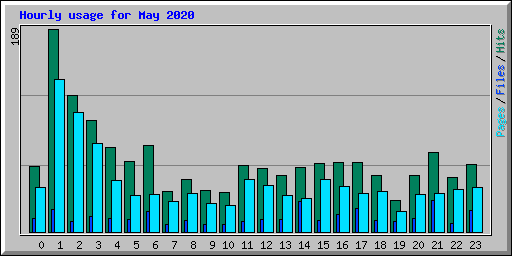 Hourly usage for May 2020
189
Pages/Files/Hits
0 1 2 3 4 5 6 7 8 9 10 11 12 13 14 15 16 17 18 19 20 21 22 23